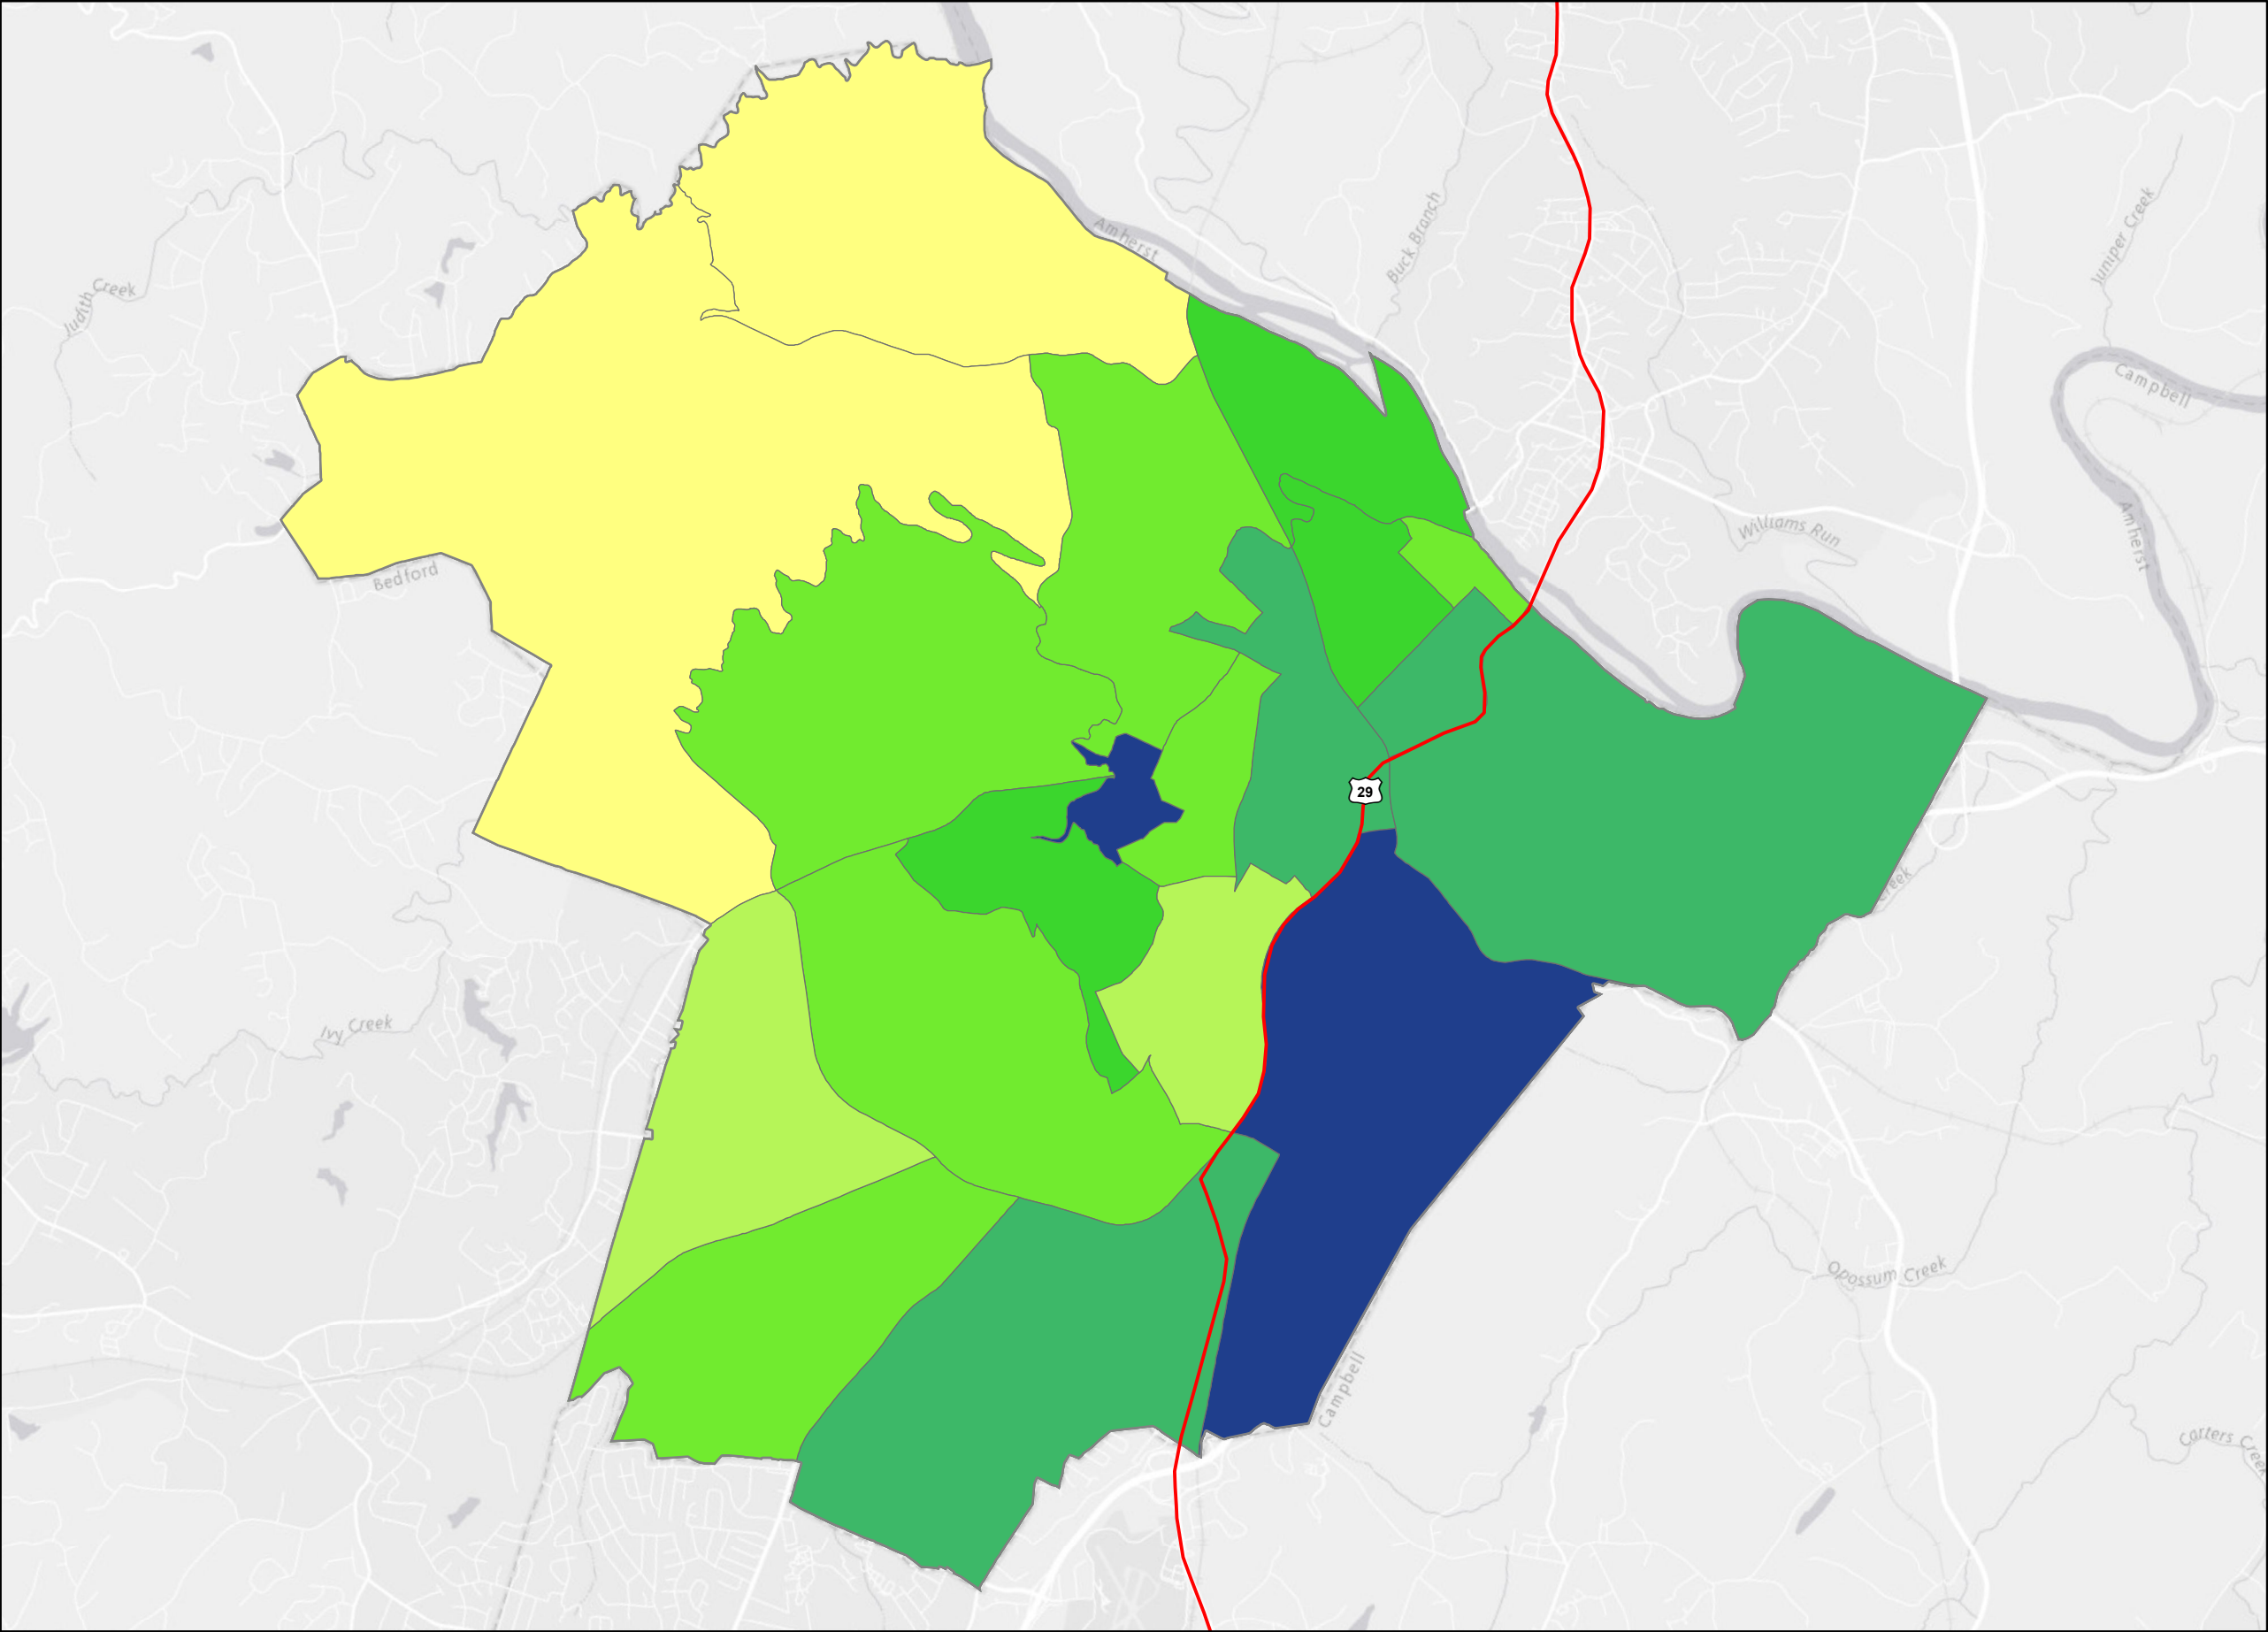 Amherst
Buck Branch
Juniper Creek
Judith Creek
Campbell
Amherst
Williams Run
Bedford
29
Creek
Ivy Creek
Opossum Creek
Campbell
Carters Creek